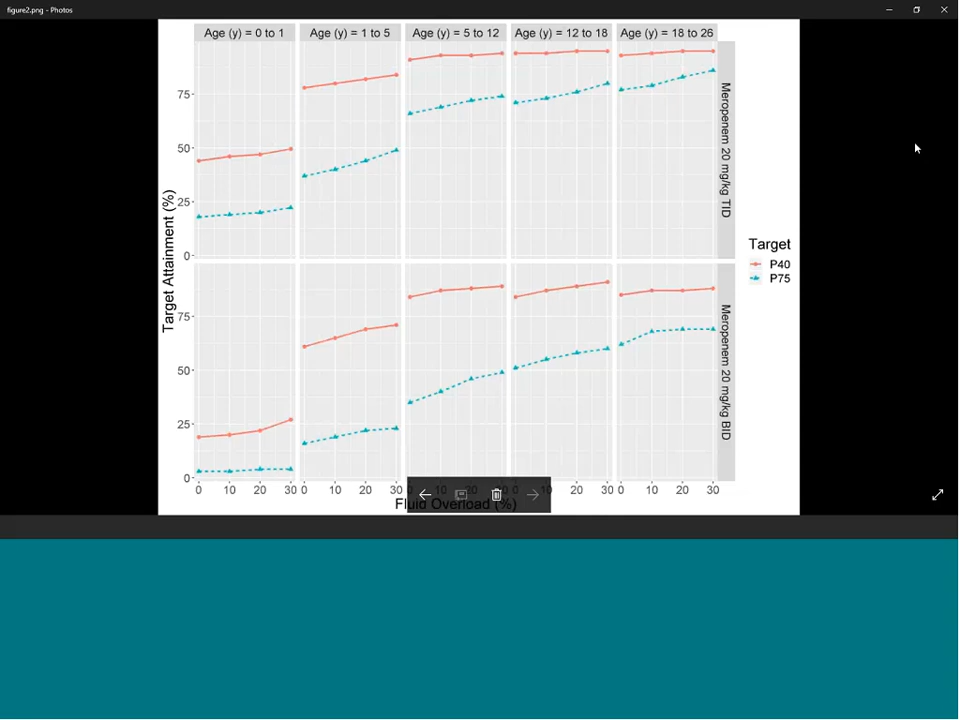 figure2.png - Photos
Age (y) = 0 to 1
Age (y) = 1 to 5
Age (y) = 5 to 12
Age (y) = 12 to 18
Age (y) = 18 to 26
75
50
25
0
Meropenem 20 mg/kg TID
Target Attainment (%)
Target
P40
P75
75
50
25
0
Meropenem 20 mg/kg BID
0 10 20 30
10 20 30
0 10 20
0 10 20 30
0 10 20 30
Fluid Overload (%)